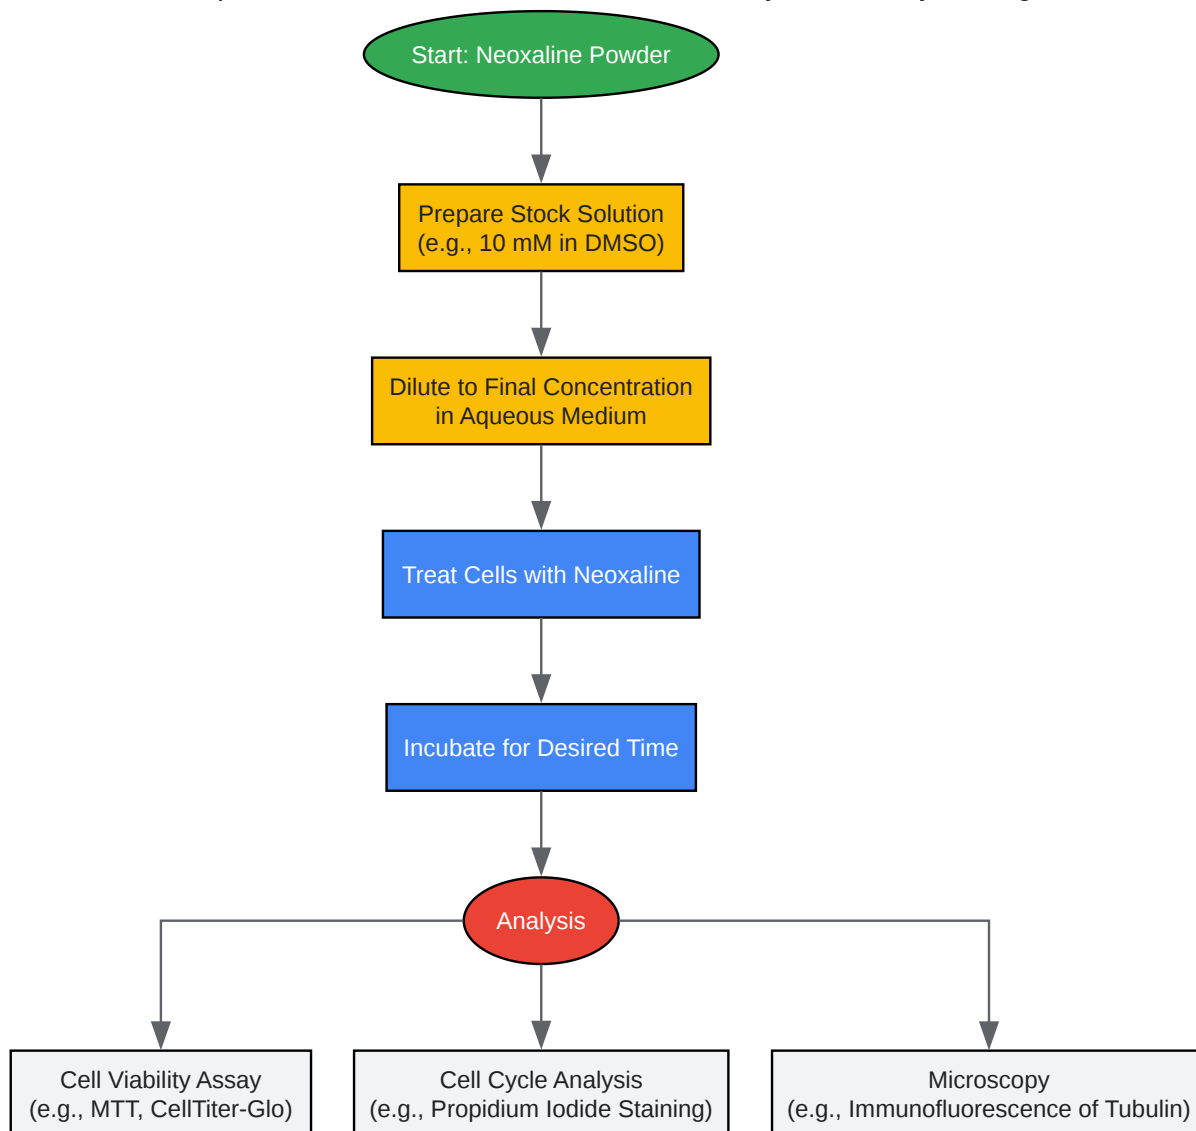 Start: Neoxaline Powder
Prepare Stock Solution
(e.g., 10 mM in DMSO)
Dilute to Final Concentration
in Aqueous Medium
Treat Cells with Neoxaline
Incubate for Desired Time
Analysis
Cell Viability Assay
(e.g., MTT, CellTiter-Glo)
Cell Cycle Analysis
(e.g., Propidium Iodide Staining)
Microscopy
(e.g., Immunofluorescence of Tubulin)